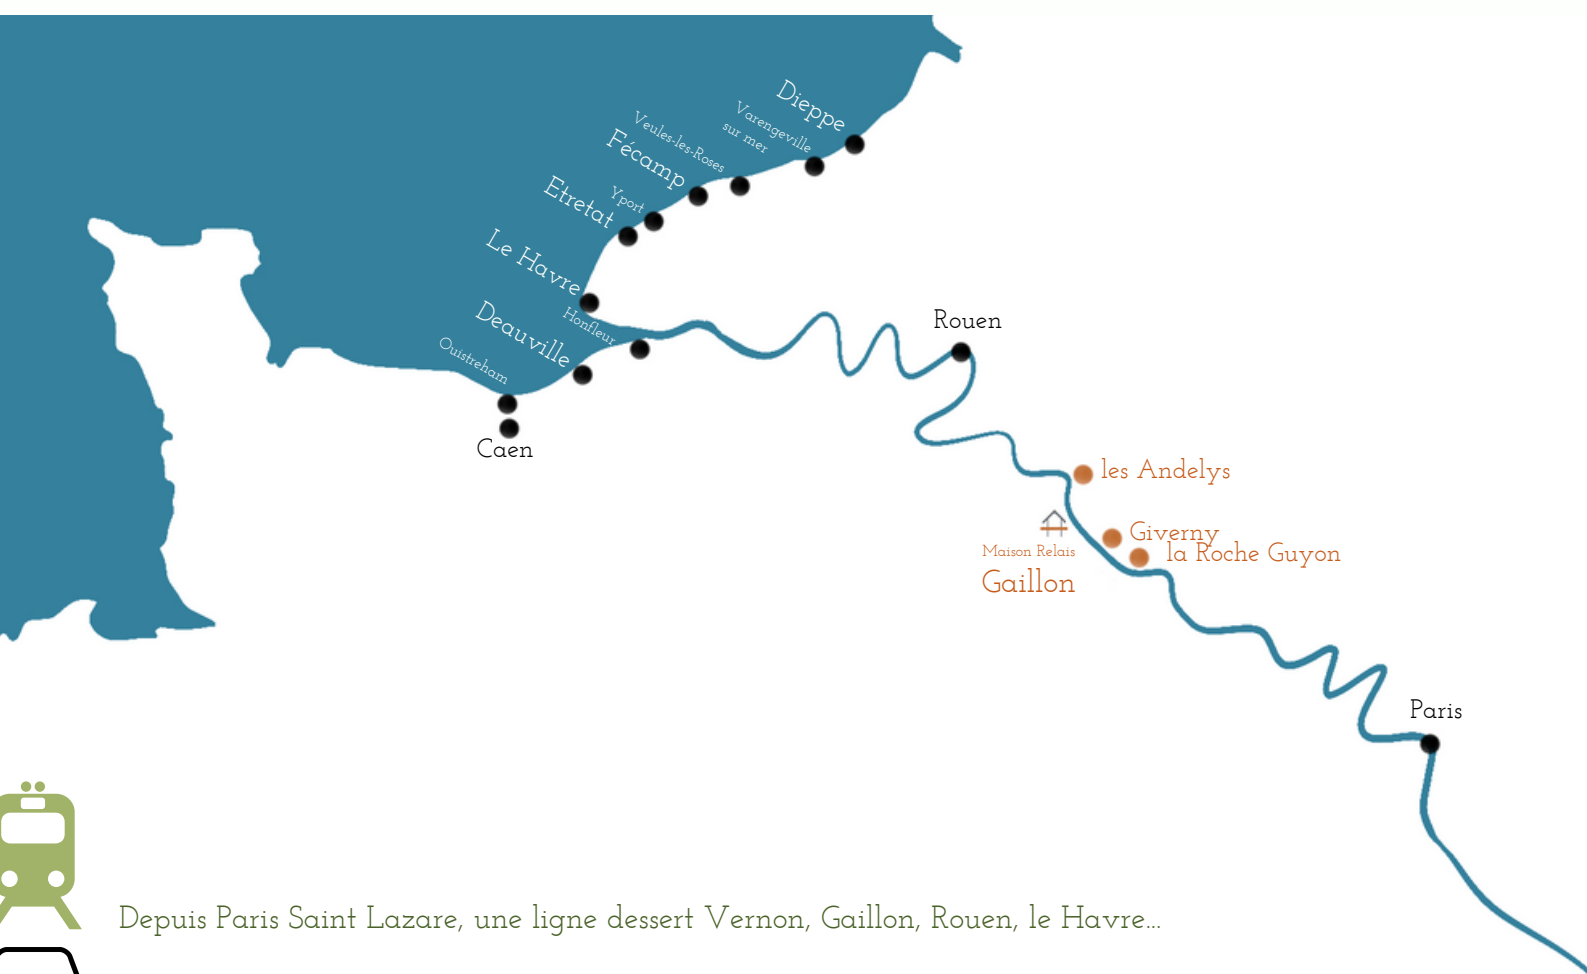 Dieppe
Varengeville
sur mer
Veules-les-Roses
Fécamp
Yport
Etretat
Le Havre
Honfleur
Deauville
Ouistreham
Caen
Rouen
les Andelys
Giverny
la Roche Guyon
Maison Relais
Gaillon
Paris
Depuis Paris Saint Lazare, une ligne dessert Vernon, Gaillon, Rouen, le Havre...